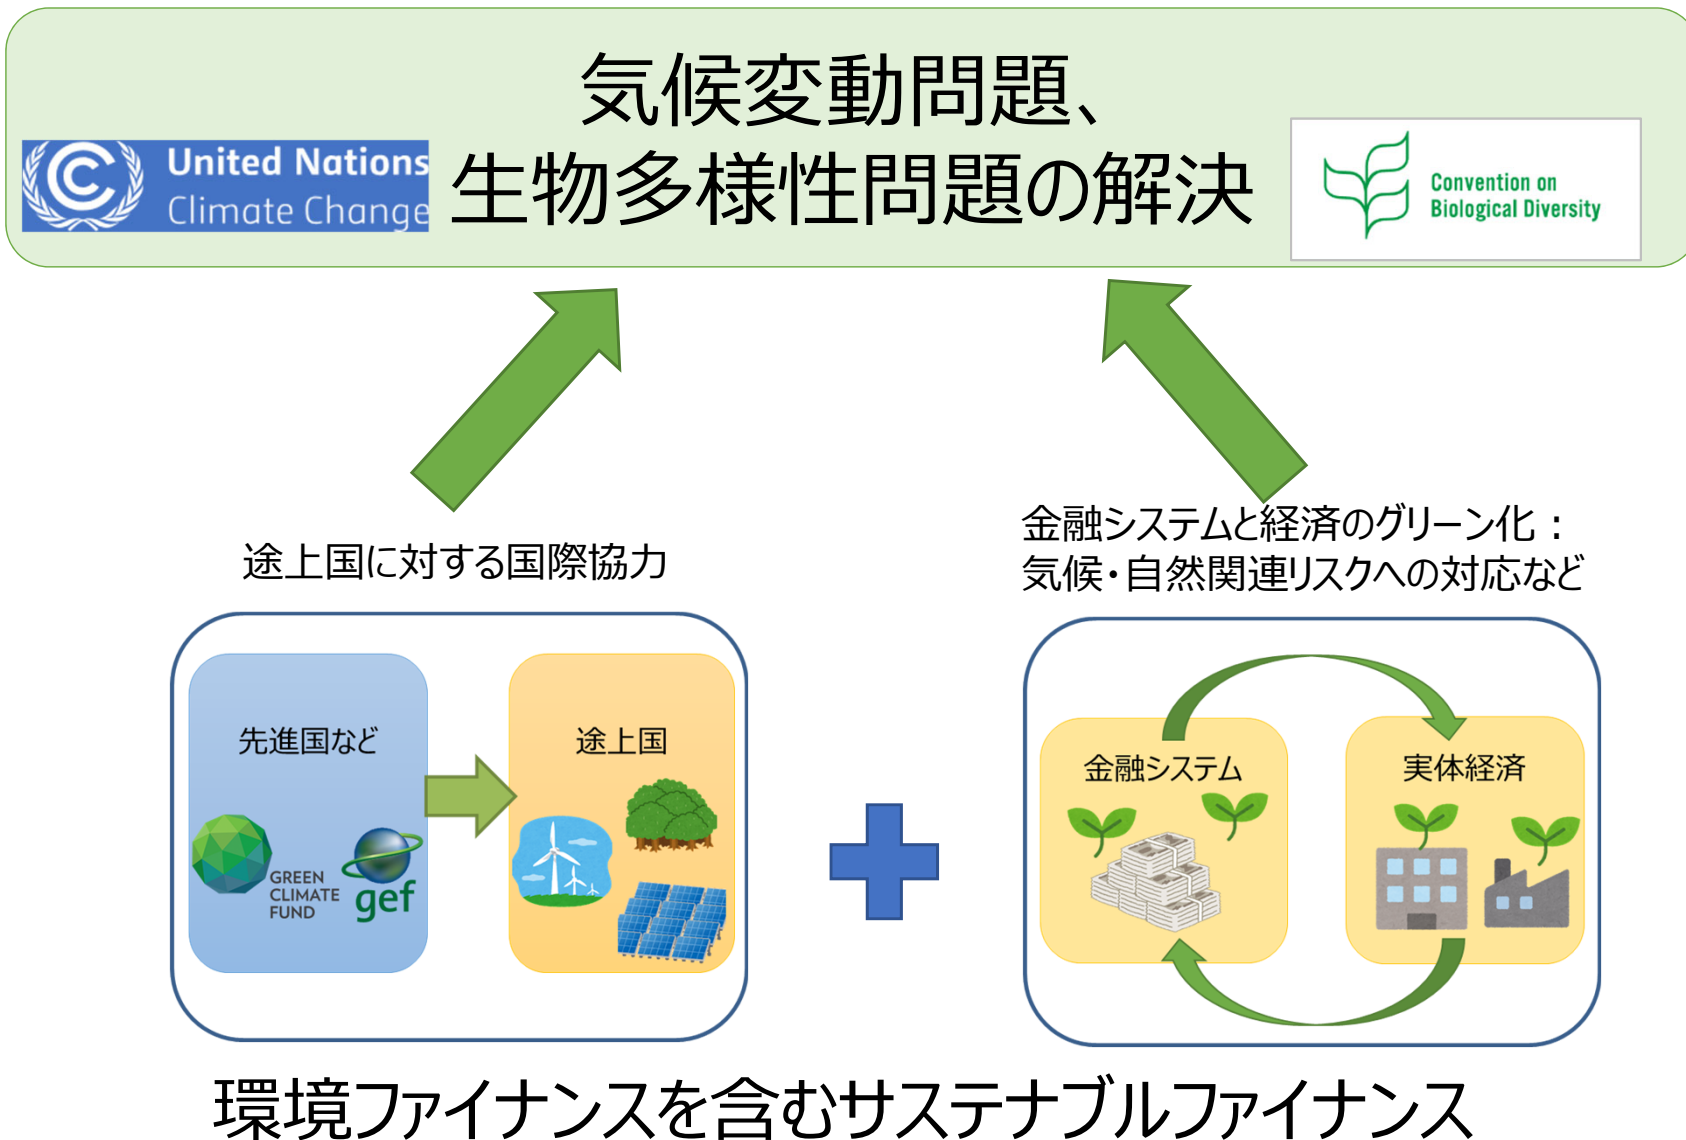 気候変動問題、
生物多様性問題の解決
United Nations
Climate Change
Convention on
Biological Diversity
途上国に対する国際協力
金融システムと経済のグリーン化：
気候・自然関連リスクへの対応など
先進国など
GREEN
CLIMATE
FUND
gef
途上国
金融システム
実体経済
環境ファイナンスを含むサステナブルファイナンス